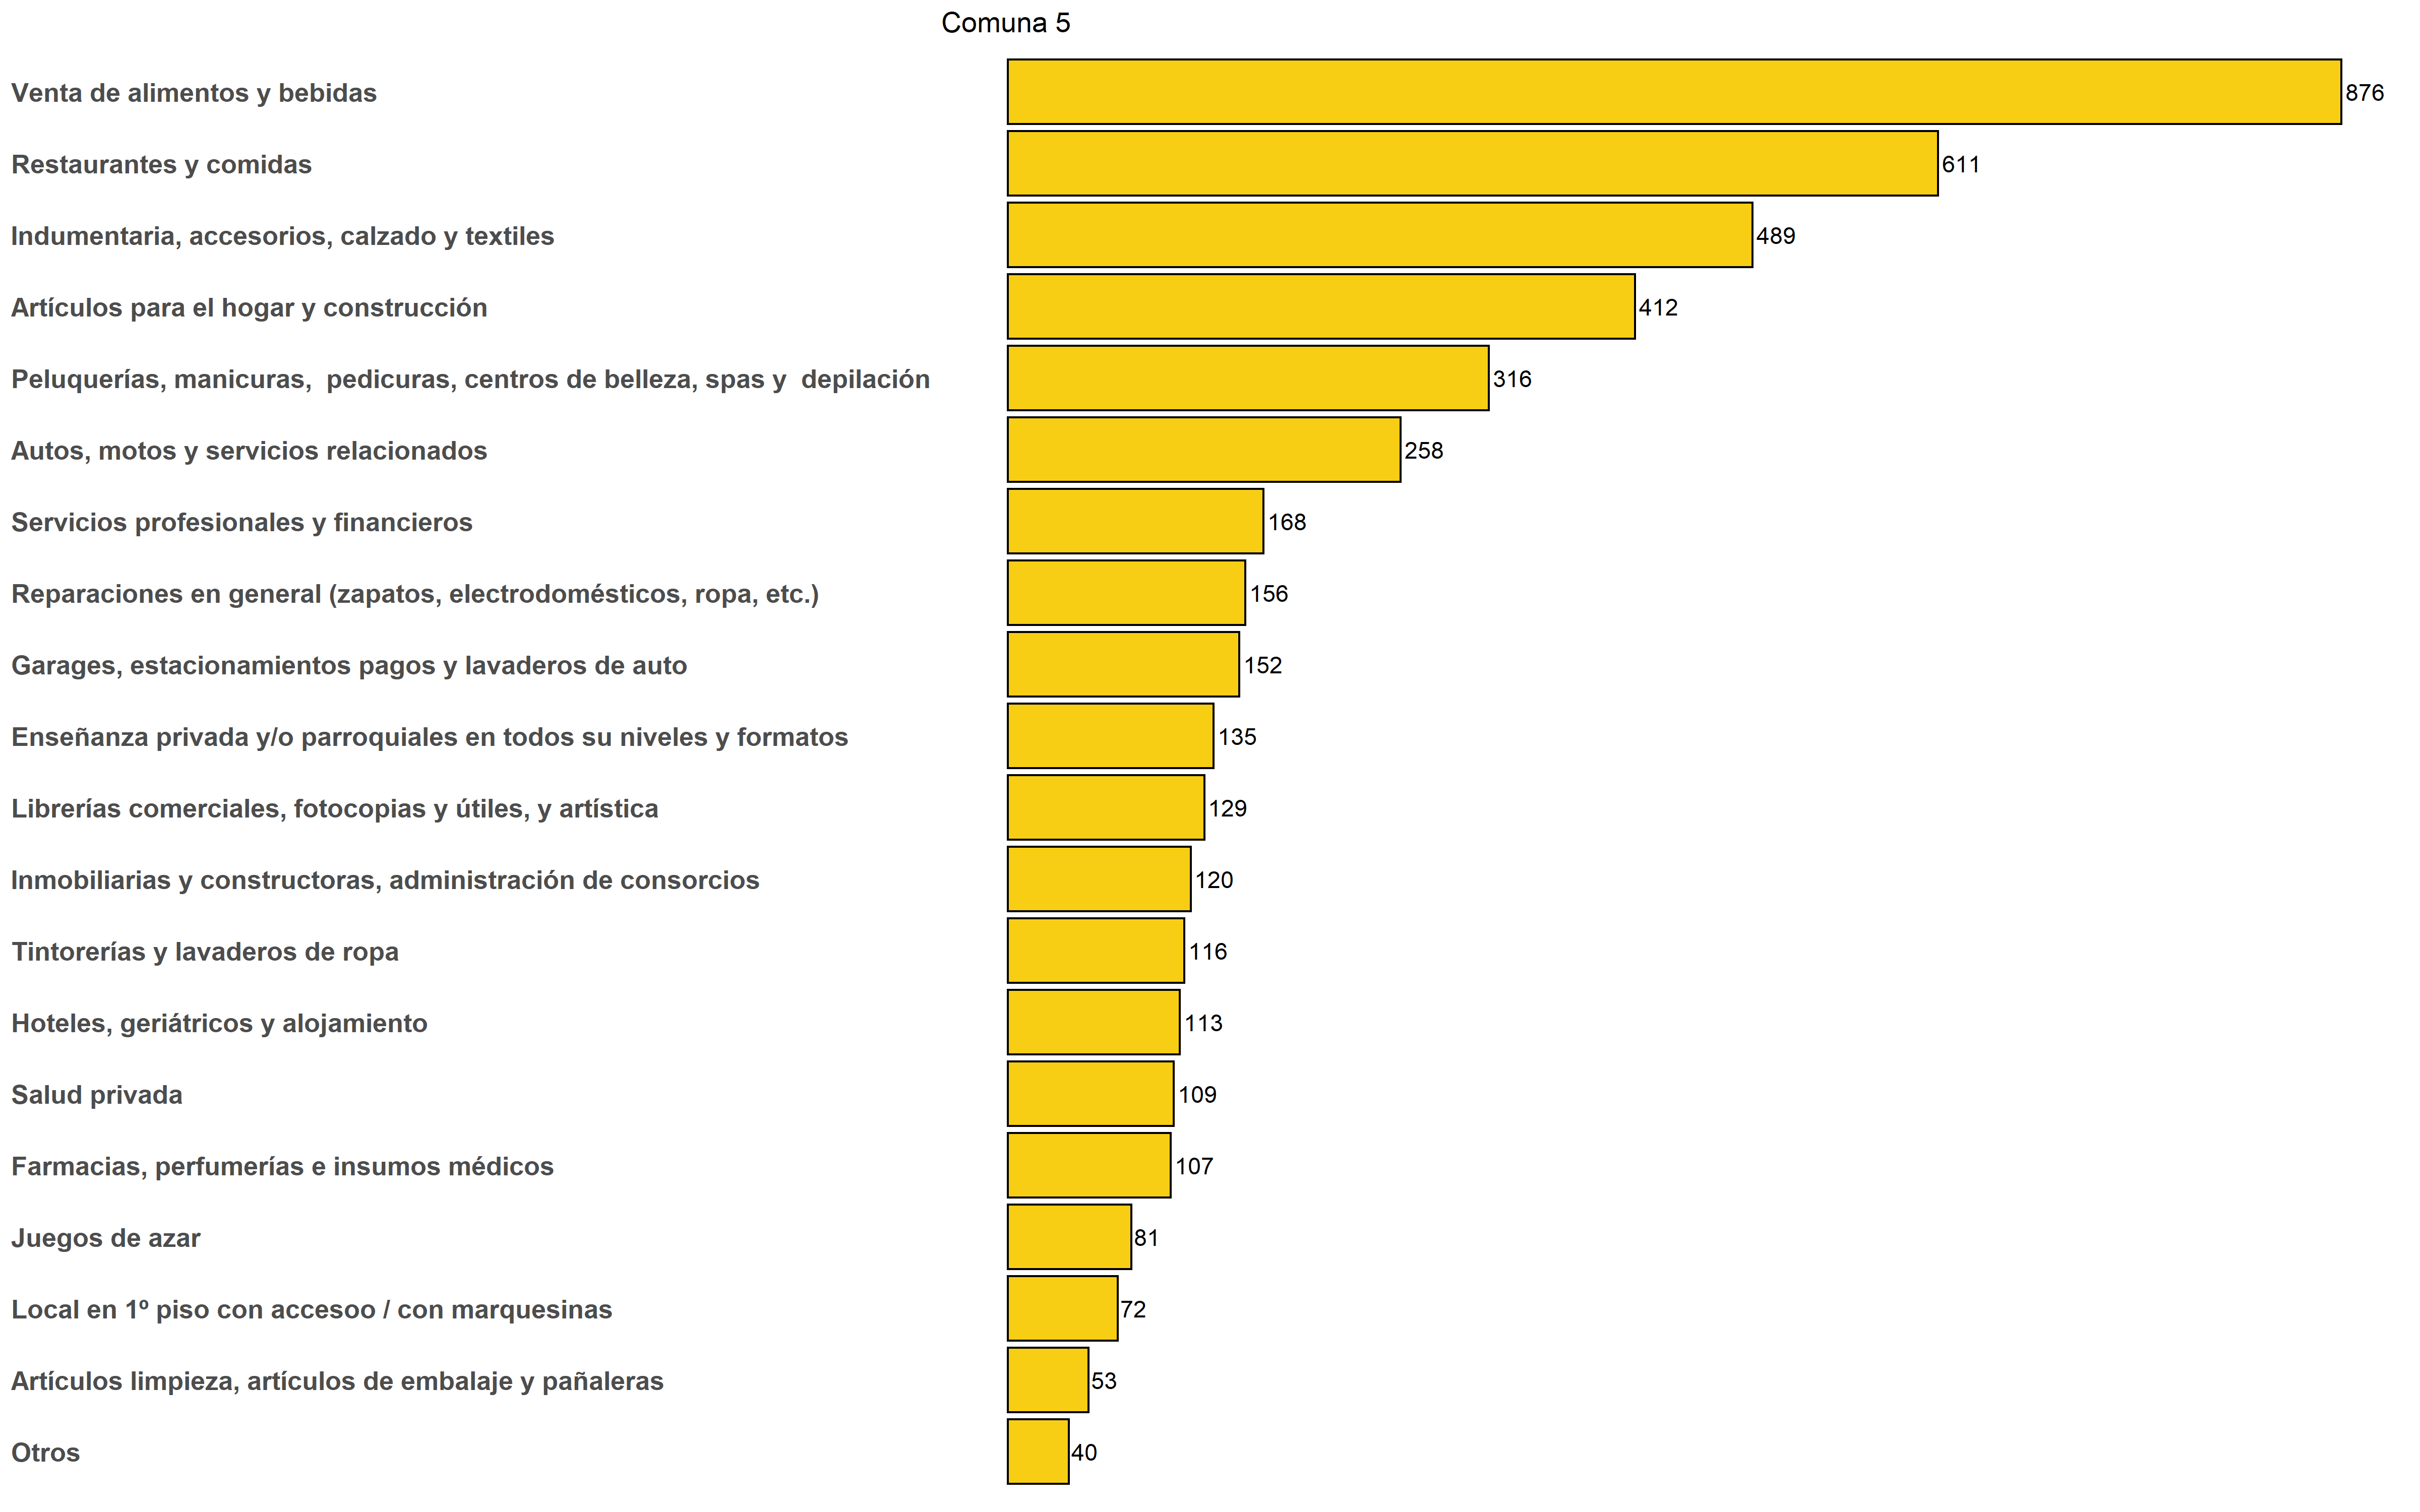 Comuna 5
Venta de alimentos y bebidas 876
Restaurantes y comidas 611
Indumentaria, accesorios, calzado y textiles 489
Artículos para el hogar y construcción 412
Peluquerías, manicuras,  pedicuras, centros de belleza, spas y  depilación 316
Autos, motos y servicios relacionados 258
Servicios profesionales y financieros 168
Reparaciones en general (zapatos, electrodomésticos, ropa, etc.) 156
Garages, estacionamientos pagos y lavaderos de auto 152
Enseñanza privada y/o parroquiales en todos su niveles y formatos 135
Librerías comerciales, fotocopias y útiles, y artística 129
Inmobiliarias y constructoras, administración de consorcios 120
Tintorerías y lavaderos de ropa 116
Hoteles, geriátricos y alojamiento 113
Salud privada 109
Farmacias, perfumerías e insumos médicos 107
Juegos de azar 81
Local en 1º piso con accesoo / con marquesinas 72
Artículos limpieza, artículos de embalaje y pañaleras 53
Otros 40